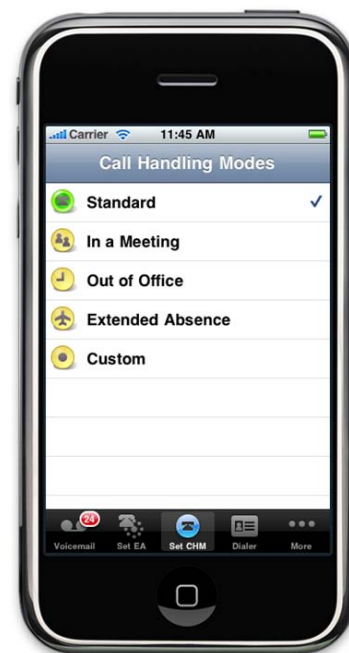 Carrier 11:45 AM
Call Handling Modes
Standard
In a Meeting
Out of Office
Extended Absence
Custom
24
Voicemail Set EA Set CHM Dialer More